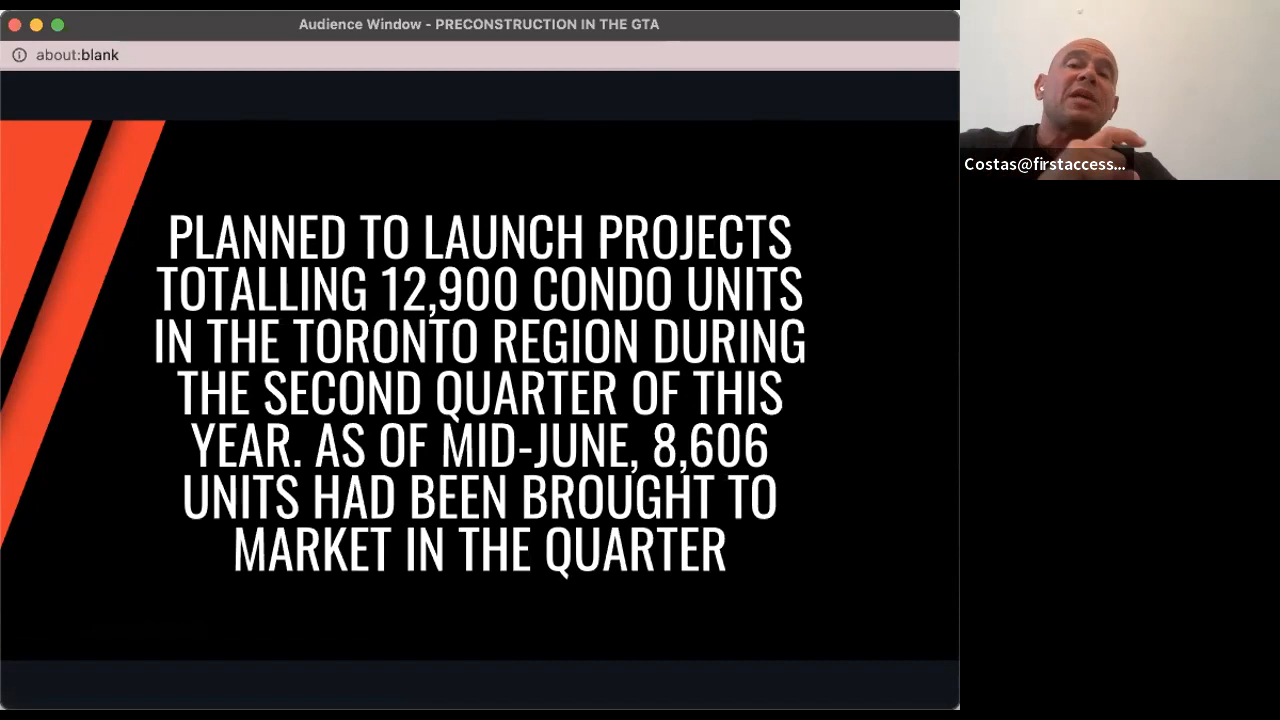 Audience Window - PRECONSTRUCTION IN THE GTA
about:blank
PLANNED TO LAUNCH PROJECTS
TOTALLING 12,900 CONDO UNITS
IN THE TORONTO REGION DURING
THE SECOND QUARTER OF THIS
YEAR. AS OF MID-JUNE, 8,606
UNITS HAD BEEN BROUGHT TO
MARKET IN THE QUARTER
Costas@firstaccess...